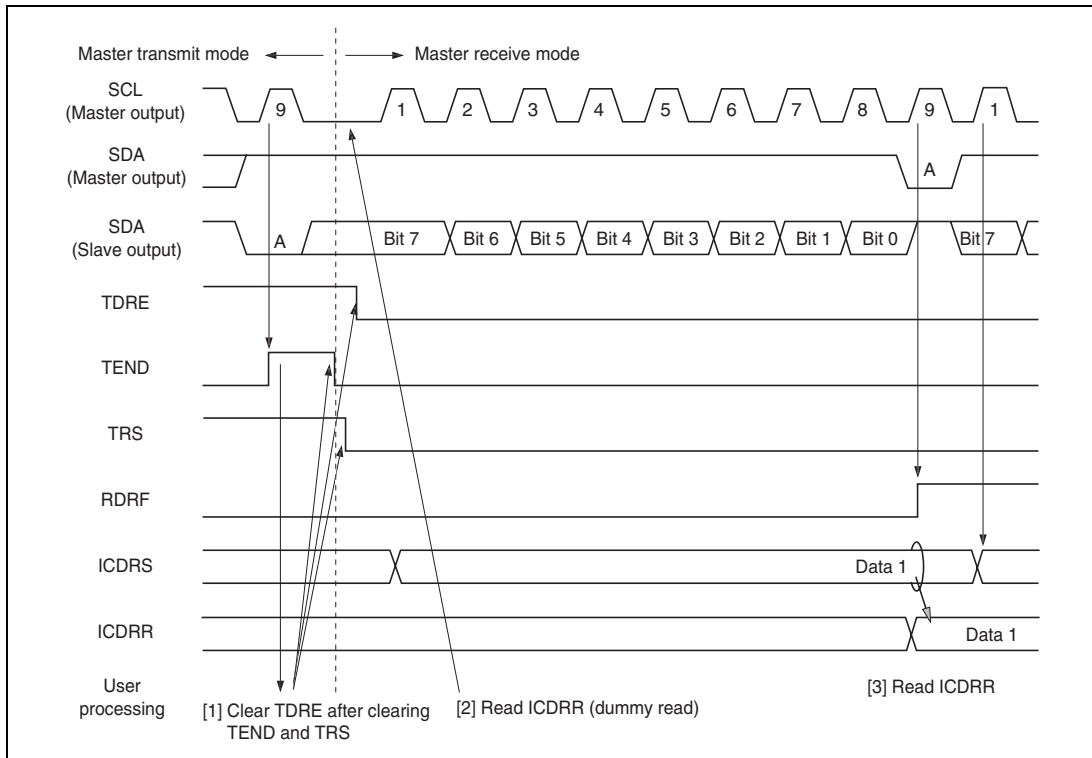 Master transmit mode Master receive mode
SCL
(Master output)
9 1 2 3 4 5 6 7 8 9 1
SDA
(Master output)
A
SDA
(Slave output)
A Bit 7 Bit 6 Bit 5 Bit 4 Bit 3 Bit 2 Bit 1 Bit 0 Bit 7
TDRE
TEND
TRS
RDRF
ICDRS
Data 1
ICDRR
Data 1
User
processing
[1] Clear TDRE after clearing
TEND and TRS
[2] Read ICDRR (dummy read)
[3] Read ICDRR